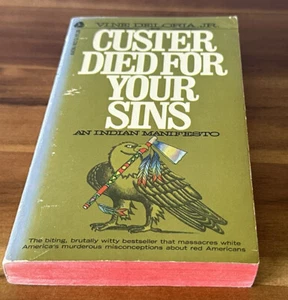 VINE DELORIA, JR.
CUSTER
DIED FOR
YOUR
SINS
AN INDIAN MANIFESTO
The biting, brutally witty bestseller that massacres white
America's murderous misconceptions about red Americans